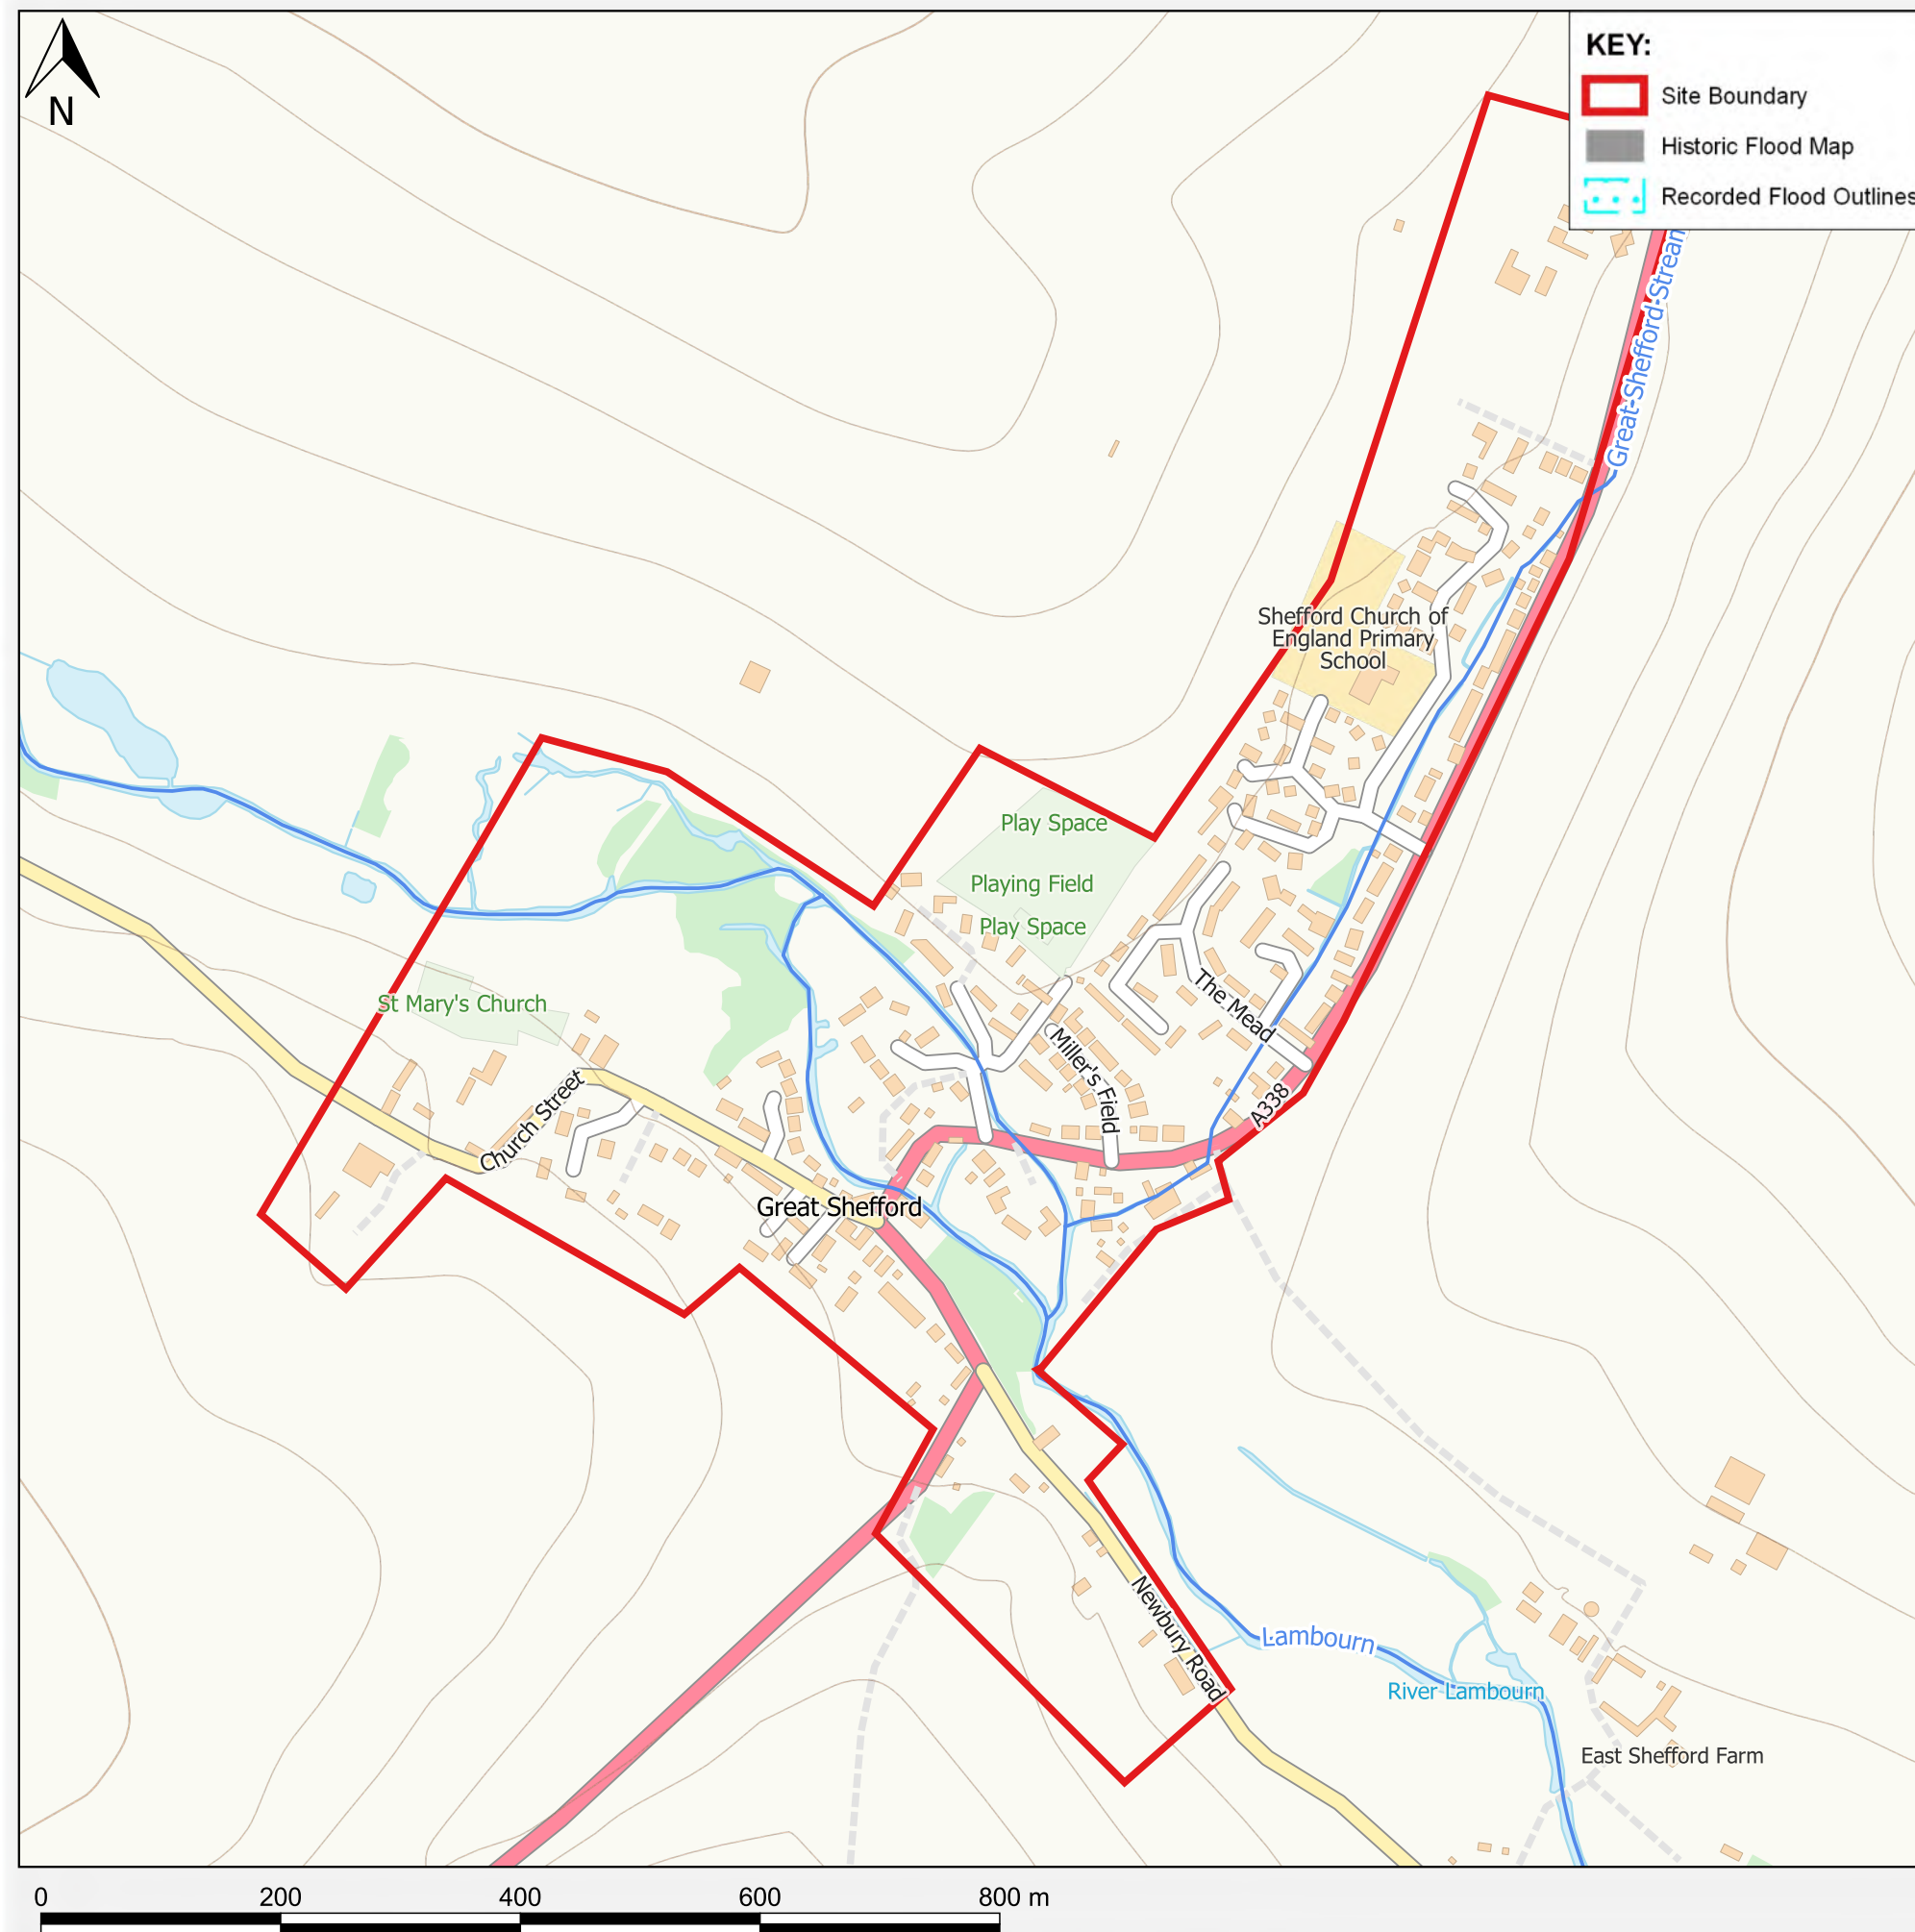 N
KEY:
Site Boundary
Historic Flood Map
Recorded Flood Outlines
Great Shefford Stream
Shefford Church of
England Primary
School
Play Space
Playing Field
Play Space
St Mary's Church
The Mead
Miller's Field
A338
Church Street
Great Shefford
Newbury Road
Lambourn
River Lambourn
East Shefford Farm
0 200 400 600 800 m